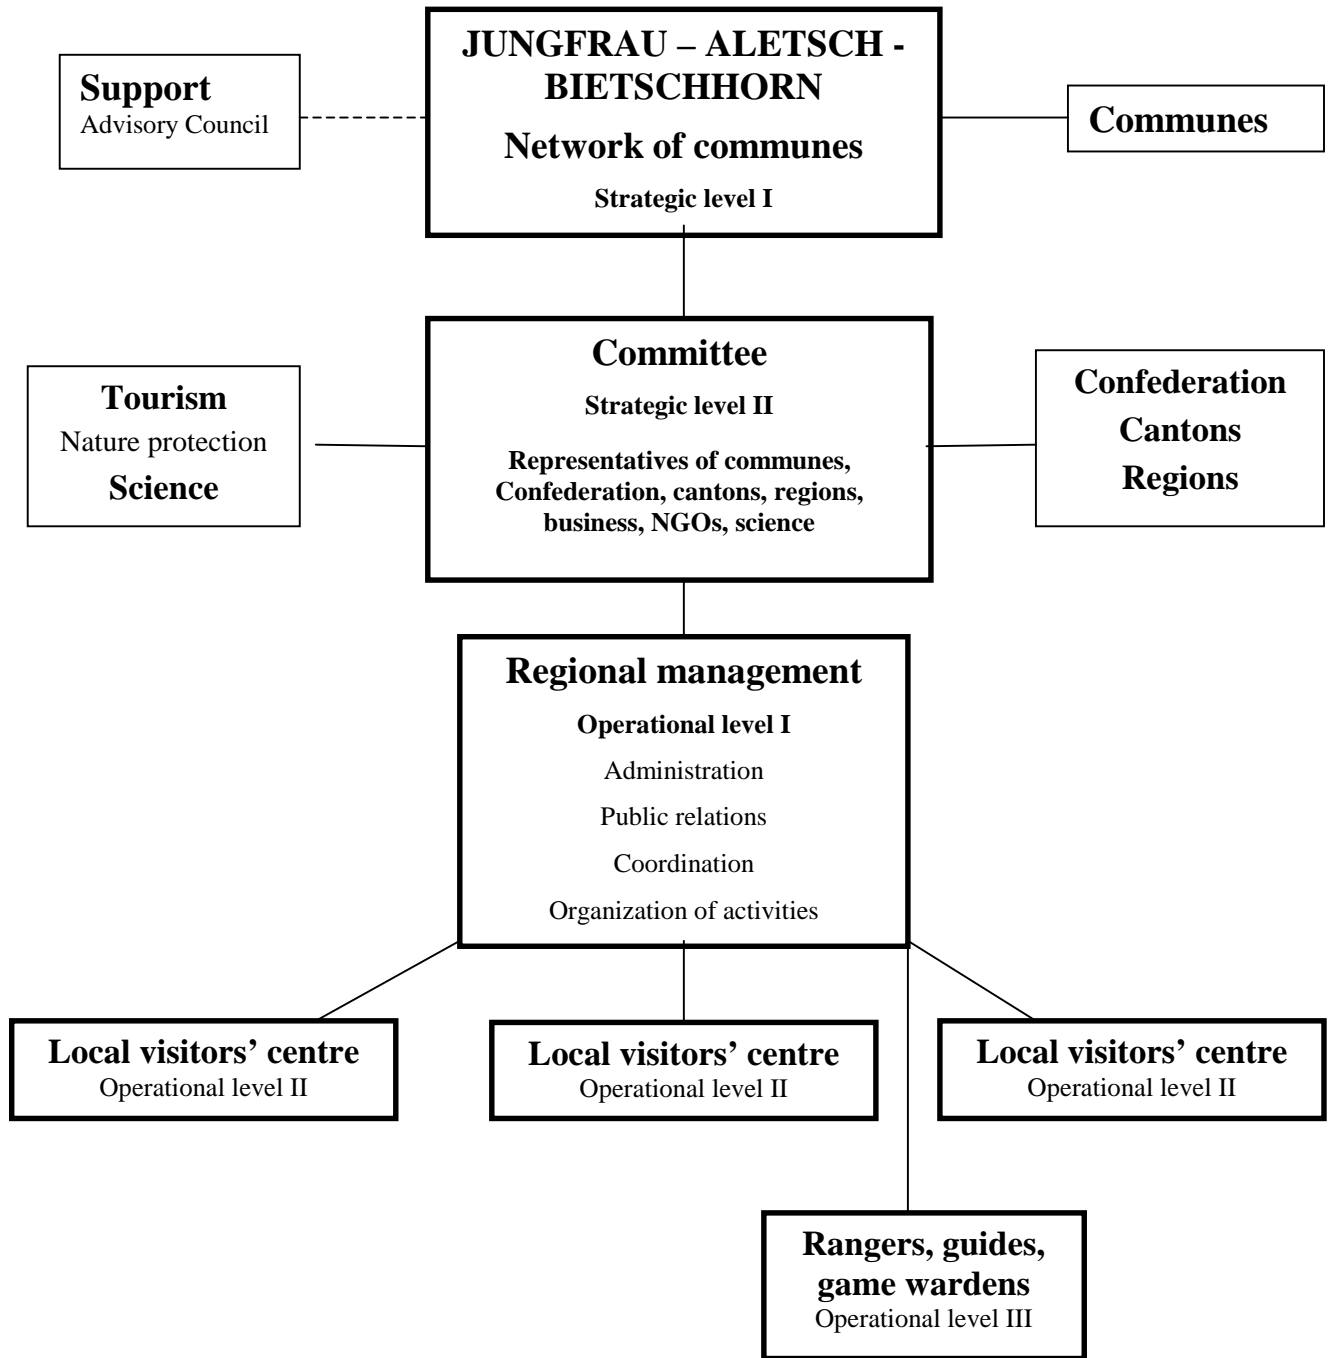 JUNGFRAU – ALETSCH -
BIETSCHHORN
Network of communes
Strategic level I
Support
Advisory Council
Communes
Committee
Strategic level II
Representatives of communes,
Confederation, cantons, regions,
business, NGOs, science
Tourism
Nature protection
Science
Confederation
Cantons
Regions
Regional management
Operational level I
Administration
Public relations
Coordination
Organization of activities
Local visitors’ centre
Operational level II
Local visitors’ centre
Operational level II
Local visitors’ centre
Operational level II
Rangers, guides,
game wardens
Operational level III